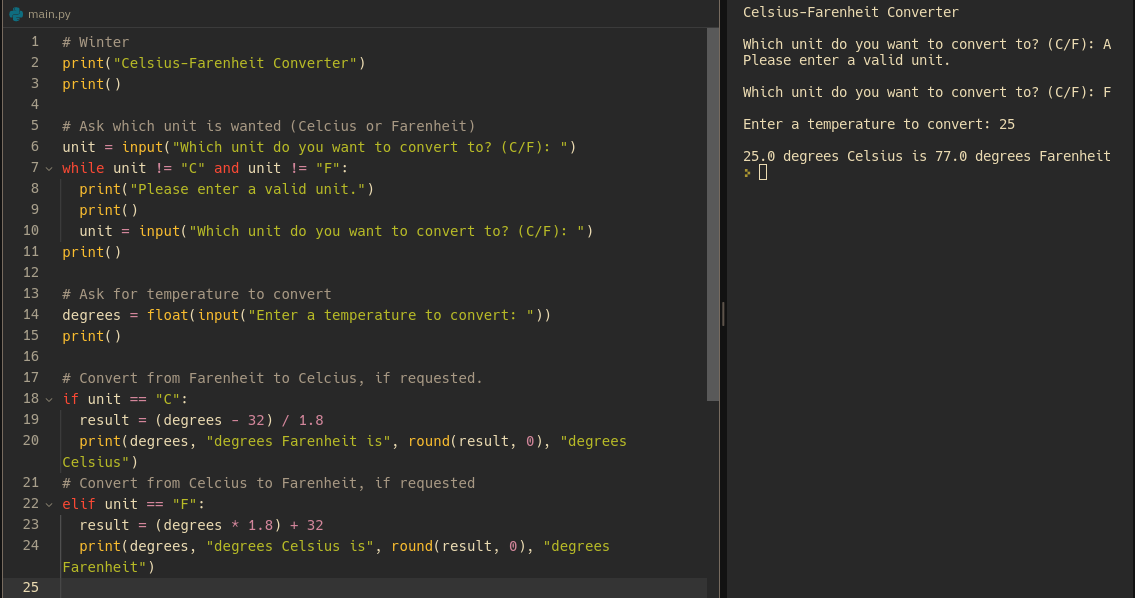 main.py
1 # Winter
2 print("Celsius-Farenheit Converter")
3 print()
4
5 # Ask which unit is wanted (Celcius or Farenheit)
6 unit = input("Which unit do you want to convert to? (C/F): ")
7 while unit != "C" and unit != "F":
8   print("Please enter a valid unit.")
9   print()
10   unit = input("Which unit do you want to convert to? (C/F): ")
11 print()
12
13 # Ask for temperature to convert
14 degrees = float(input("Enter a temperature to convert: "))
15 print()
16
17 # Convert from Farenheit to Celcius, if requested.
18 if unit == "C":
19   result = (degrees - 32) / 1.8
20   print(degrees, "degrees Farenheit is", round(result, 0), "degrees
Celsius")
21 # Convert from Celcius to Farenheit, if requested
22 elif unit == "F":
23   result = (degrees * 1.8) + 32
24   print(degrees, "degrees Celsius is", round(result, 0), "degrees
Farenheit")
25
Celsius-Farenheit Converter
Which unit do you want to convert to? (C/F): A
Please enter a valid unit.
Which unit do you want to convert to? (C/F): F
Enter a temperature to convert: 25
25.0 degrees Celsius is 77.0 degrees Farenheit